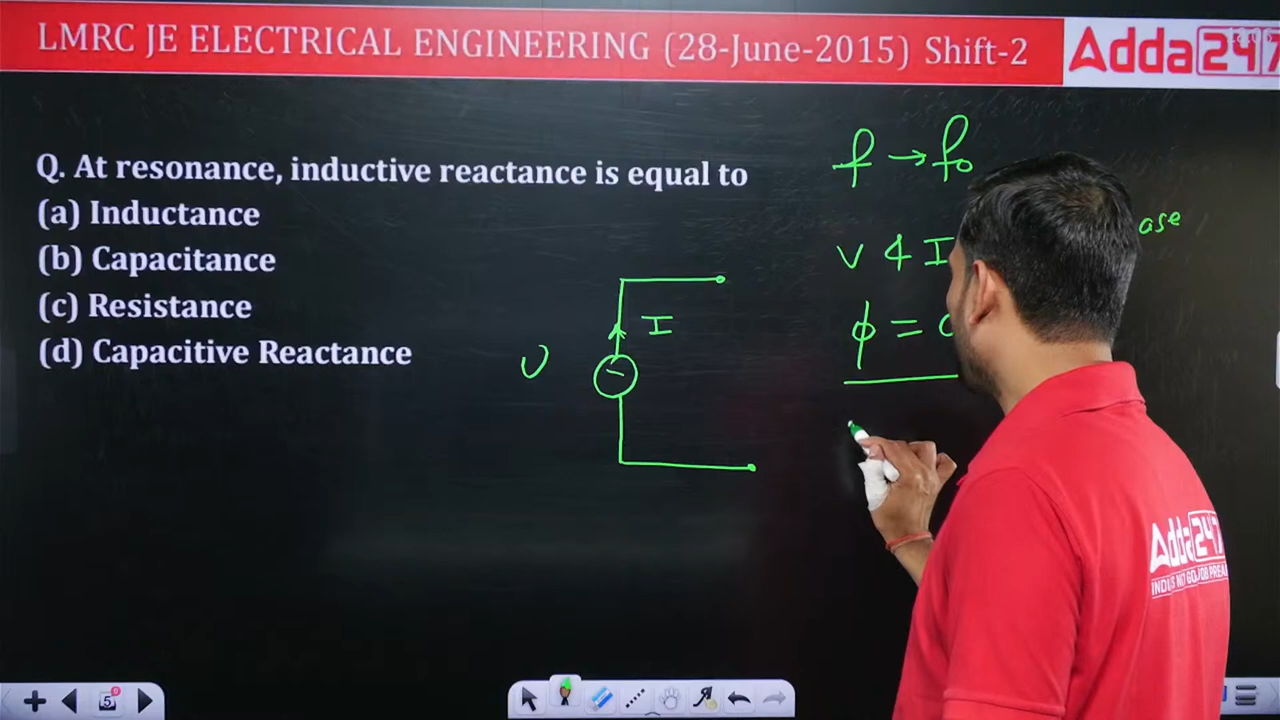 LMRC JE ELECTRICAL ENGINEERING (28-June-2015) Shift-2
Adda247
Q. At resonance, inductive reactance is equal to
(a) Inductance
(b) Capacitance
(c) Resistance
(d) Capacitive Reactance
f → f₀
V & I
ase
ϕ =
I
υ
~
Adda247
5